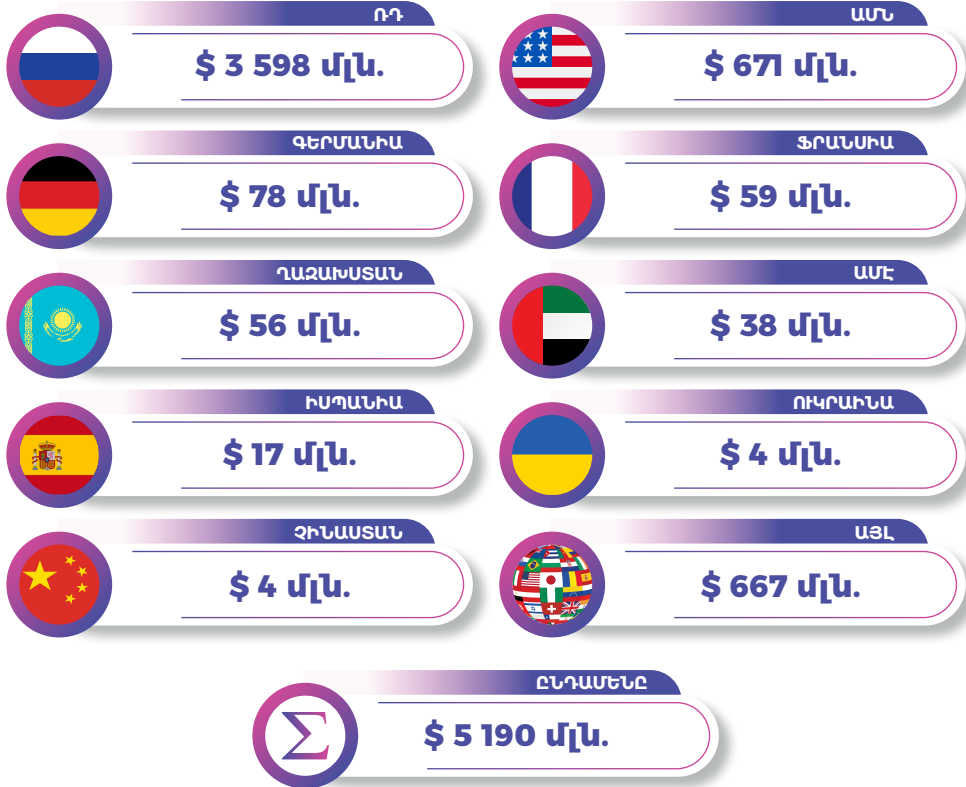 ՌԴ
$ 3 598 մլն.
ԱՄՆ
$ 671 մլն.
ԳԵՐՄԱՆԻԱ
$ 78 մլն.
ՖՐԱՆՍԻԱ
$ 59 մլն.
ՂԱԶԱԽՍՏԱՆ
$ 56 մլն.
ԱՄԷ
$ 38 մլն.
ԻՍՊԱՆԻԱ
$ 17 մլն.
ՈՒԿՐԱԻՆԱ
$ 4 մլն.
ՉԻՆԱՍՏԱՆ
$ 4 մլն.
ԱՅԼ
$ 667 մլն.
ԸՆԴԱՄԵՆԸ
Σ
$ 5 190 մլն.